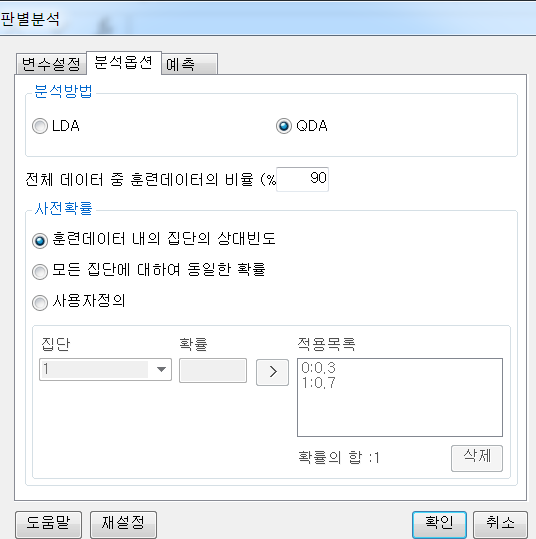 판별분석
변수설정 분석옵션 예측
분석방법
LDA QDA
전체 데이터 중 훈련데이터의 비율 (% 90
사전확률
훈련데이터 내의 집단의 상대빈도
모든 집단에 대하여 동일한 확률
사용자정의
집단 확률 적용목록
1 > 0:0.3
1:0.7
확률의 합 :1 삭제
도움말 재설정 확인 취소